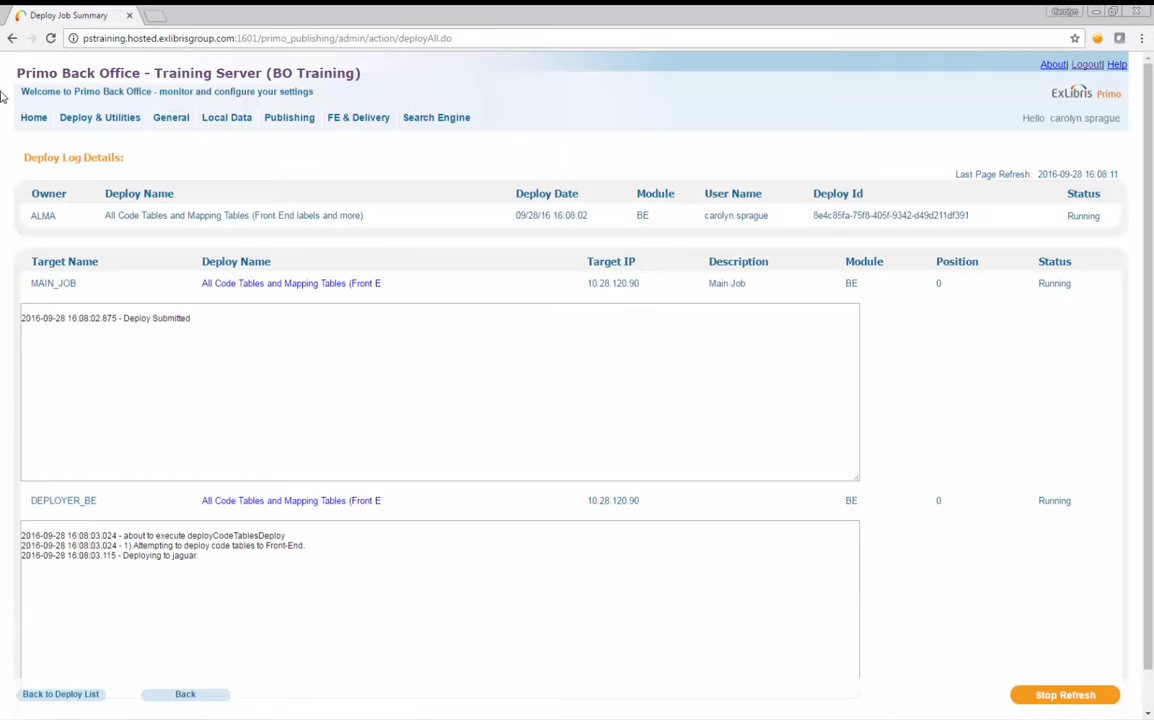 Deploy Job Summary
Carolyn
pstraining.hosted.exlibrisgroup.com:1601/primo_publishing/admin/action/deployAll.do
Primo Back Office - Training Server (BO Training)
About| Logout| Help
Welcome to Primo Back Office - monitor and configure your settings
ExLibris Primo
Home Deploy & Utilities General Local Data Publishing FE & Delivery Search Engine
Hello carolyn.sprague
Deploy Log Details:
Last Page Refresh: 2016-09-28 16:08:11
Owner Deploy Name Deploy Date Module User Name Deploy Id Status
ALMA All Code Tables and Mapping Tables (Front End labels and more) 09/28/16 16:08:02 BE carolyn.sprague 8e4c85fa-75f8-405f-9342-d49d211df391 Running
Target Name Deploy Name Target IP Description Module Position Status
MAIN_JOB All Code Tables and Mapping Tables (Front E 10.28.120.90 Main Job BE 0 Running
2016-09-28 16:08:02.875 - Deploy Submitted
DEPLOYER_BE All Code Tables and Mapping Tables (Front E 10.28.120.90 BE 0 Running
2016-09-28 16:08:03.024 - about to execute deployCodeTablesDeploy
2016-09-28 16:08:03.024 - 1) Attempting to deploy code tables to Front-End.
2016-09-28 16:08:03.115 - Deploying to jaguar
Back to Deploy List Back Stop Refresh